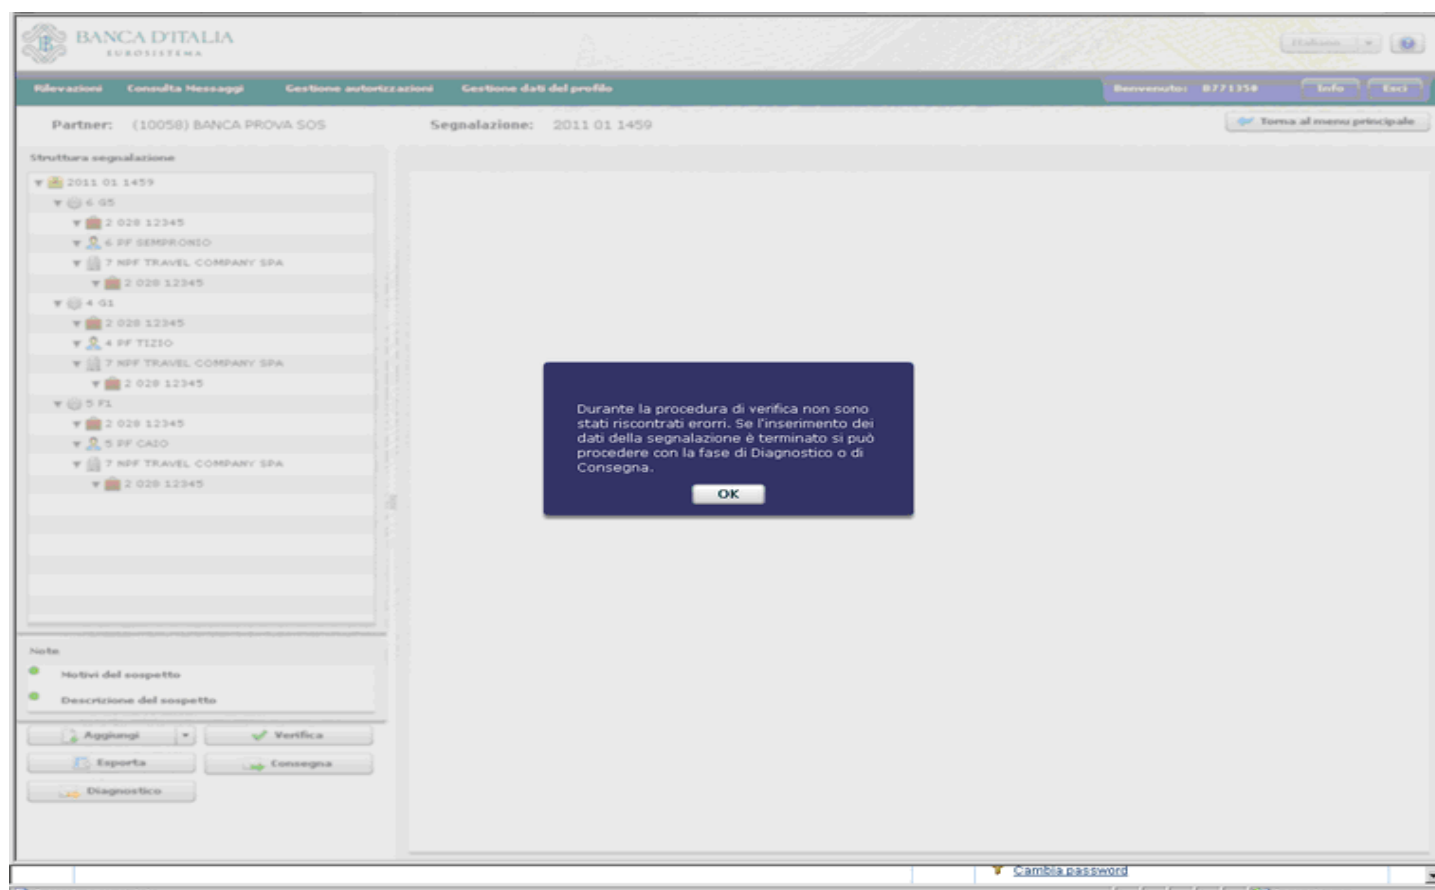 BANCA D'ITALIA
EUROSISTEMA
Italiano
Rilevazioni Consulta Messaggi Gestione autorizzazioni Gestione dati del profilo Benvenuto: B771350 Info Esci
Partner: (10058) BANCA PROVA SOS Segnalazione: 2011 01 1459 Torna al menu principale
Struttura segnalazione
2011 01 1459
6 G5
2 028 12345
6 PF SEMPRONIO
7 NPF TRAVEL COMPANY SPA
2 028 12345
4 G1
2 028 12345
4 PF TIZIO
7 NPF TRAVEL COMPANY SPA
2 028 12345
5 F1
2 028 12345
5 PF CAIO
7 NPF TRAVEL COMPANY SPA
2 028 12345
Durante la procedura di verifica non sono
stati riscontrati erorri. Se l'inserimento dei
dati della segnalazione è terminato si può
procedere con la fase di Diagnostico o di
Consegna.
OK
Note
Motivi del sospetto
Descrizione del sospetto
Aggiungi Verifica
Esporta Consegna
Diagnostico
Cambia password